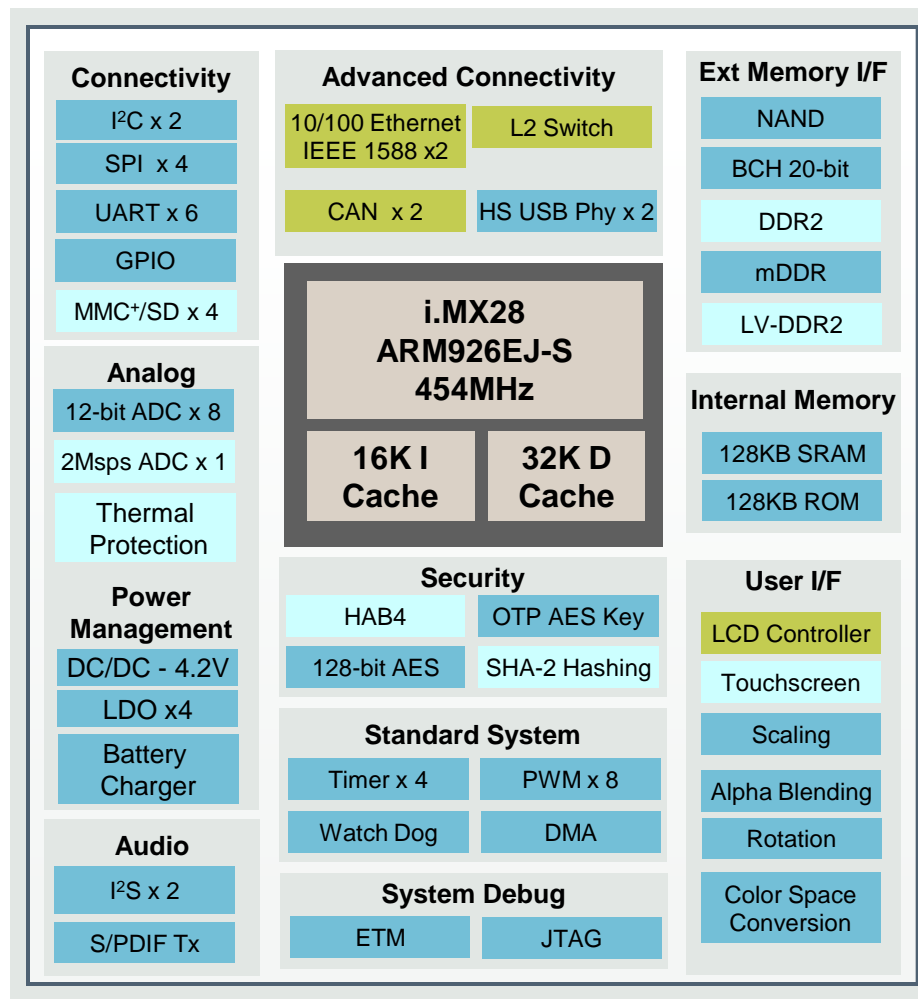 Connectivity
I²C x 2
SPI x 4
UART x 6
GPIO
MMC⁺/SD x 4
Analog
12-bit ADC x 8
2Msps ADC x 1
Thermal
Protection
Power
Management
DC/DC - 4.2V
LDO x4
Battery
Charger
Audio
I²S x 2
S/PDIF Tx
Advanced Connectivity
10/100 Ethernet
IEEE 1588 x2
L2 Switch
CAN x 2
HS USB Phy x 2
i.MX28
ARM926EJ-S
454MHz
16K I
Cache
32K D
Cache
Security
HAB4
OTP AES Key
128-bit AES
SHA-2 Hashing
Standard System
Timer x 4
PWM x 8
Watch Dog
DMA
System Debug
ETM
JTAG
Ext Memory I/F
NAND
BCH 20-bit
DDR2
mDDR
LV-DDR2
Internal Memory
128KB SRAM
128KB ROM
User I/F
LCD Controller
Touchscreen
Scaling
Alpha Blending
Rotation
Color Space
Conversion